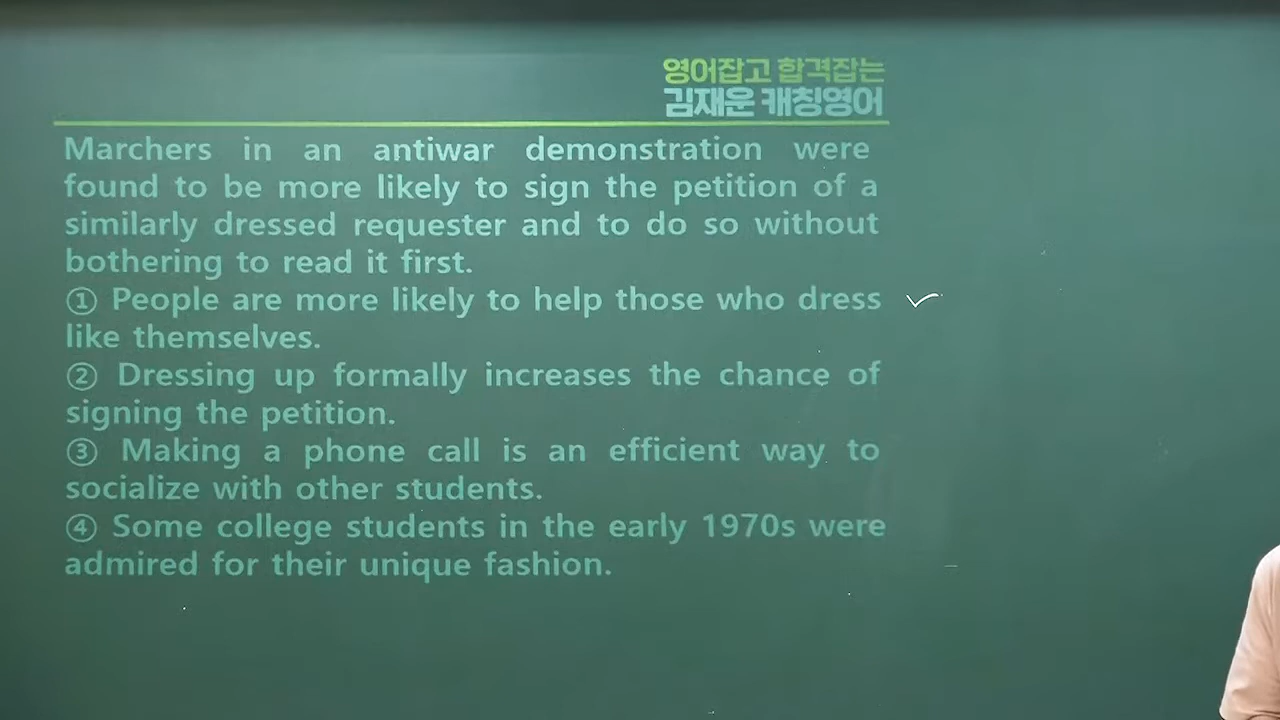 영어잡고 합격잡는
김재윤 캐칭영어
Marchers in an antiwar demonstration were
found to be more likely to sign the petition of a
similarly dressed requester and to do so without
bothering to read it first.
① People are more likely to help those who dress
like themselves.
② Dressing up formally increases the chance of
signing the petition.
③ Making a phone call is an efficient way to
socialize with other students.
④ Some college students in the early 1970s were
admired for their unique fashion.